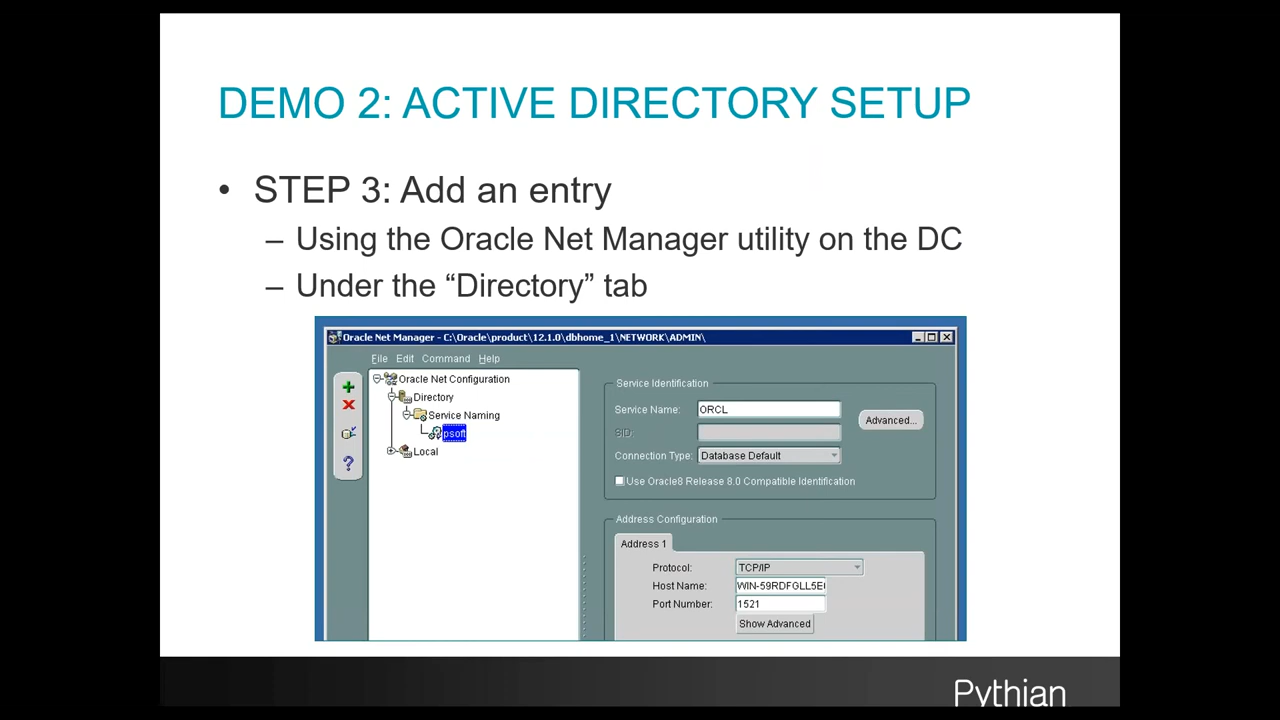 DEMO 2: ACTIVE DIRECTORY SETUP
• STEP 3: Add an entry
– Using the Oracle Net Manager utility on the DC
– Under the “Directory” tab
Oracle Net Manager - C:\Oracle\product\12.1.0\dbhome_1\NETWORK\ADMIN\
File Edit Command Help
Oracle Net Configuration
Directory
Service Naming
psoft
Local
Service Identification
Service Name: ORCL
Advanced...
SID:
Connection Type: Database Default
Use Oracle8 Release 8.0 Compatible Identification
Address Configuration
Address 1
Protocol: TCP/IP
Host Name:
Port Number: 1521
Show Advanced
Pythian